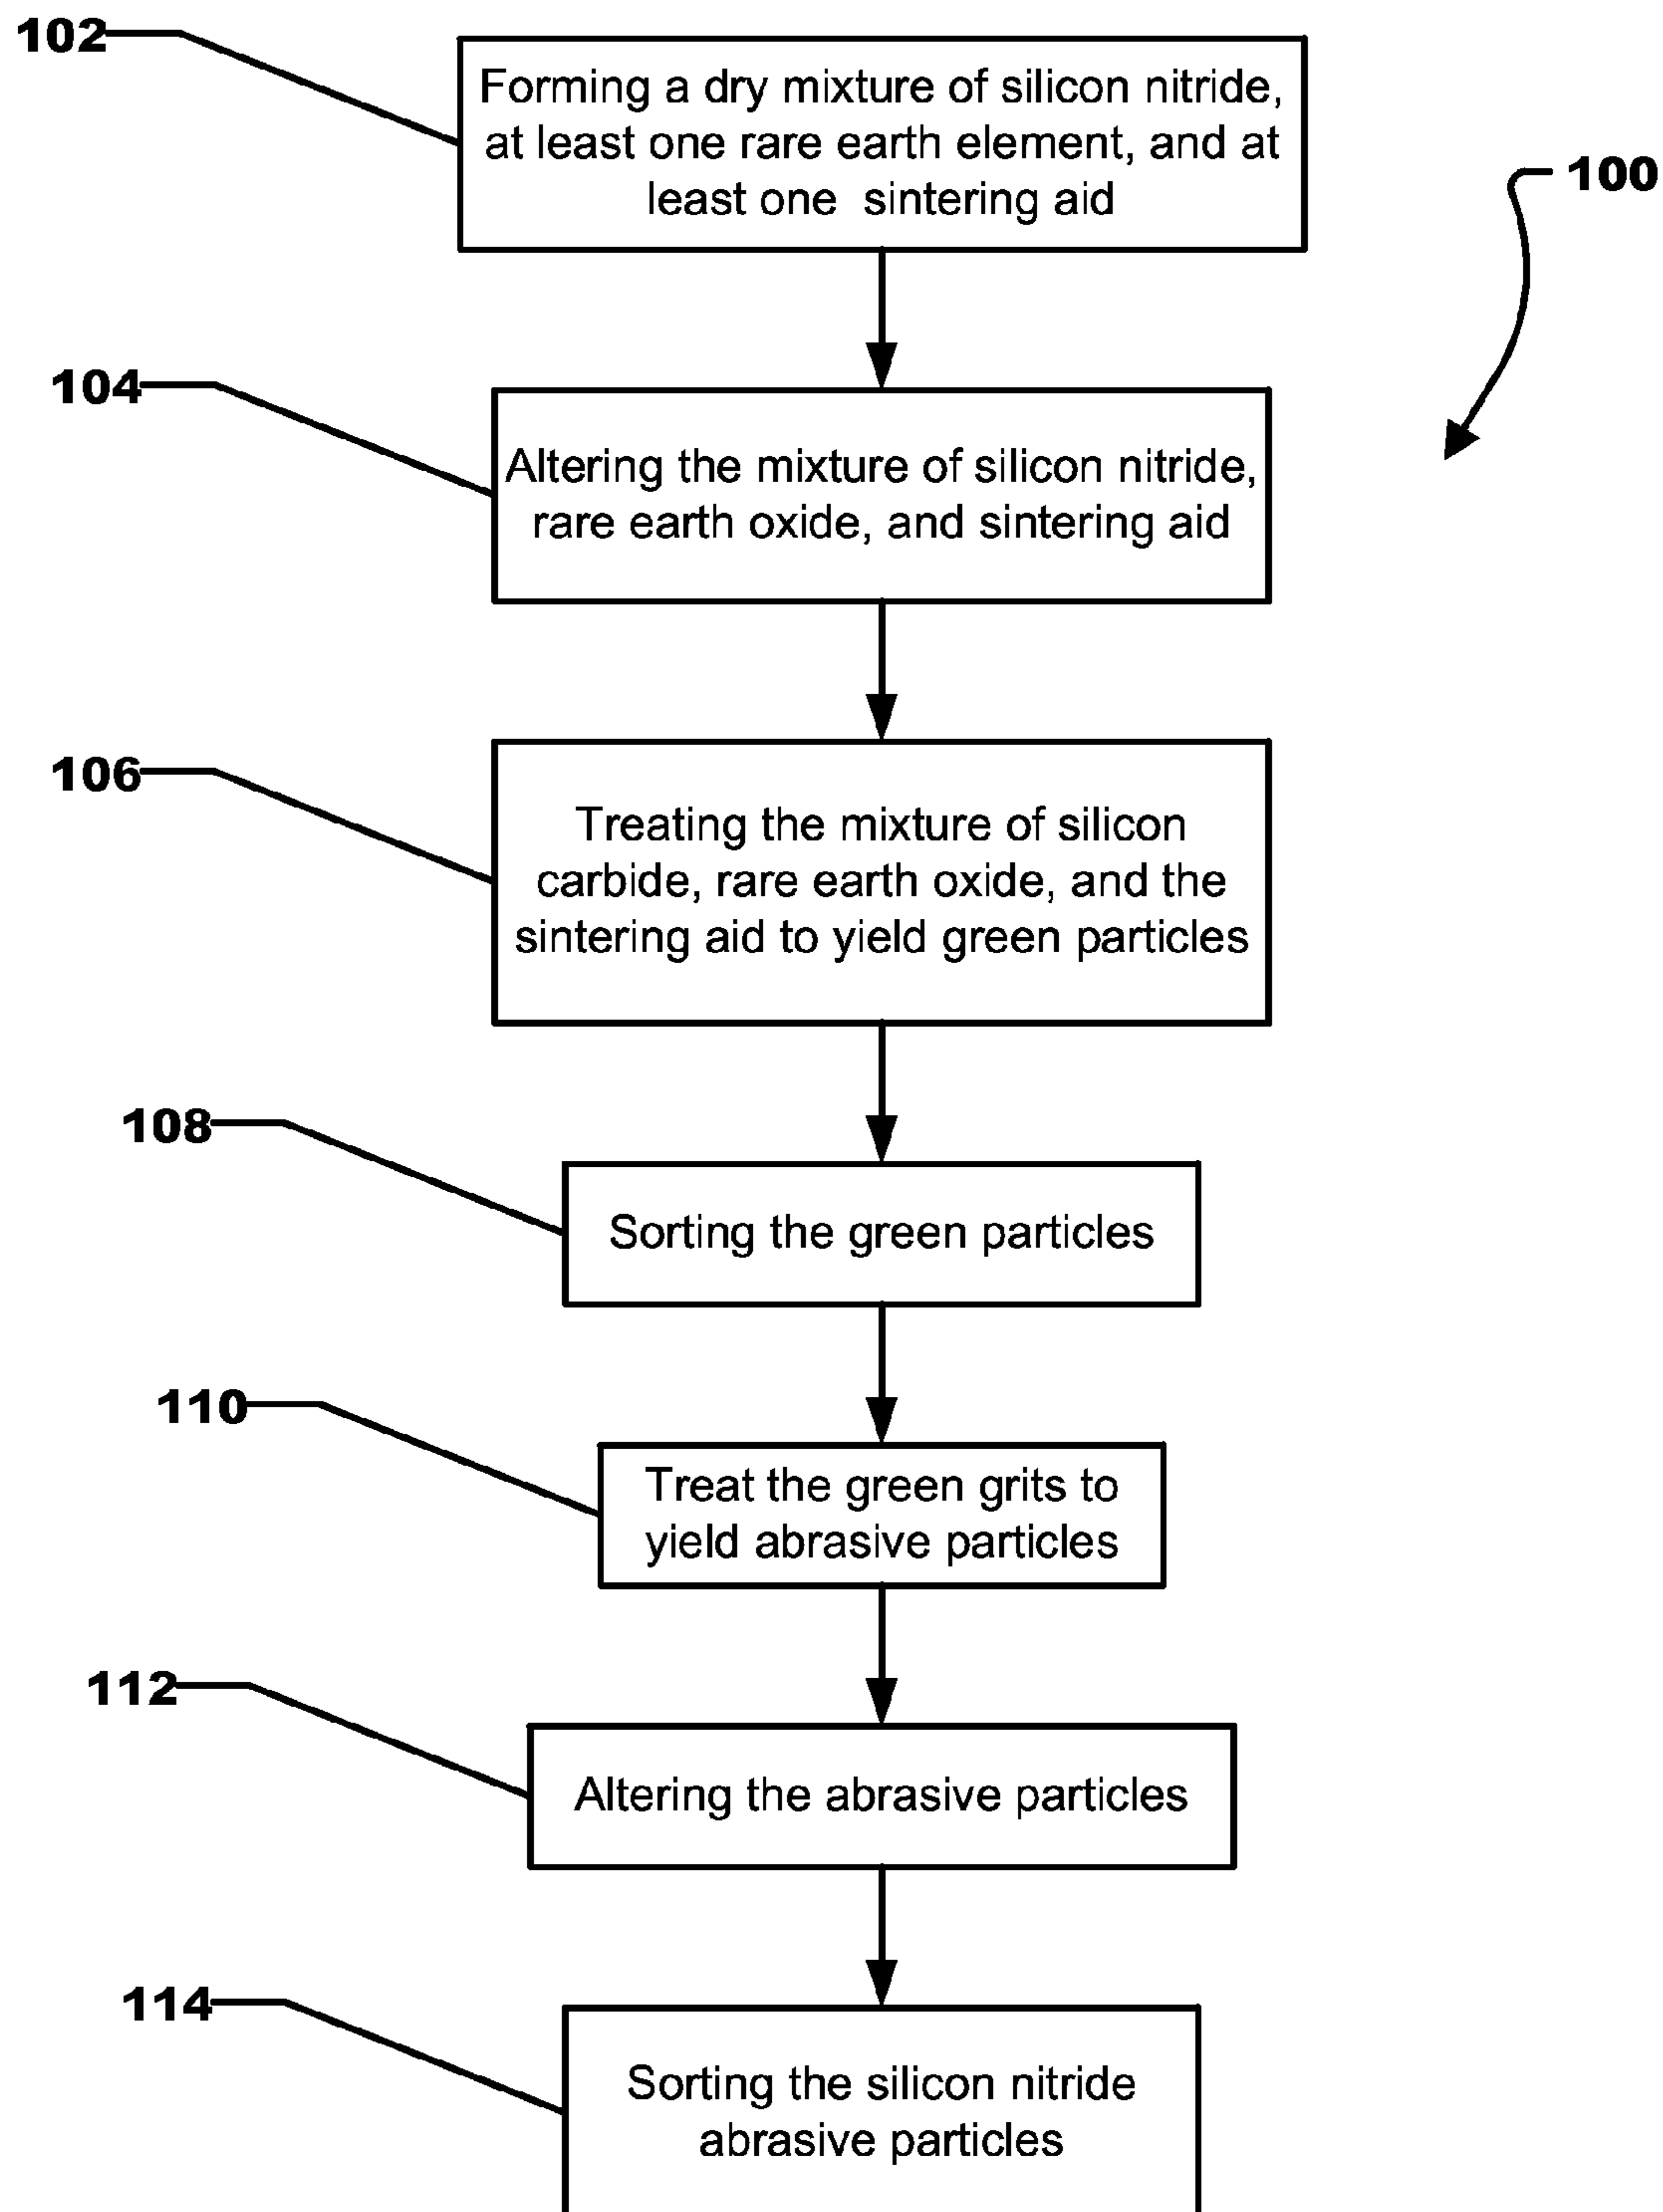 102
Forming a dry mixture of silicon nitride,
at least one rare earth element, and at
least one sintering aid
100
104
Altering the mixture of silicon nitride,
rare earth oxide, and sintering aid
106
Treating the mixture of silicon
carbide, rare earth oxide, and the
sintering aid to yield green particles
108
Sorting the green particles
110
Treat the green grits to
yield abrasive particles
112
Altering the abrasive particles
114
Sorting the silicon nitride
abrasive particles